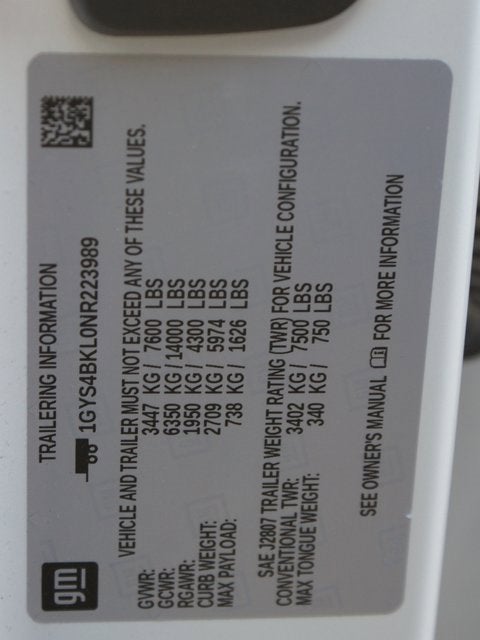 gm
TRAILERING INFORMATION
1GYS4BKL0NR223989
VEHICLE AND TRAILER MUST NOT EXCEED ANY OF THESE VALUES.
GVWR: 3447 KG / 7600 LBS
GCWR: 6350 KG / 14000 LBS
RGAWR: 1950 KG / 4300 LBS
CURB WEIGHT: 2709 KG / 5974 LBS
MAX PAYLOAD: 738 KG / 1626 LBS
SAE J2807 TRAILER WEIGHT RATING (TWR) FOR VEHICLE CONFIGURATION.
CONVENTIONAL TWR: 3402 KG / 7500 LBS
MAX TONGUE WEIGHT: 340 KG / 750 LBS
SEE OWNER'S MANUAL FOR MORE INFORMATION